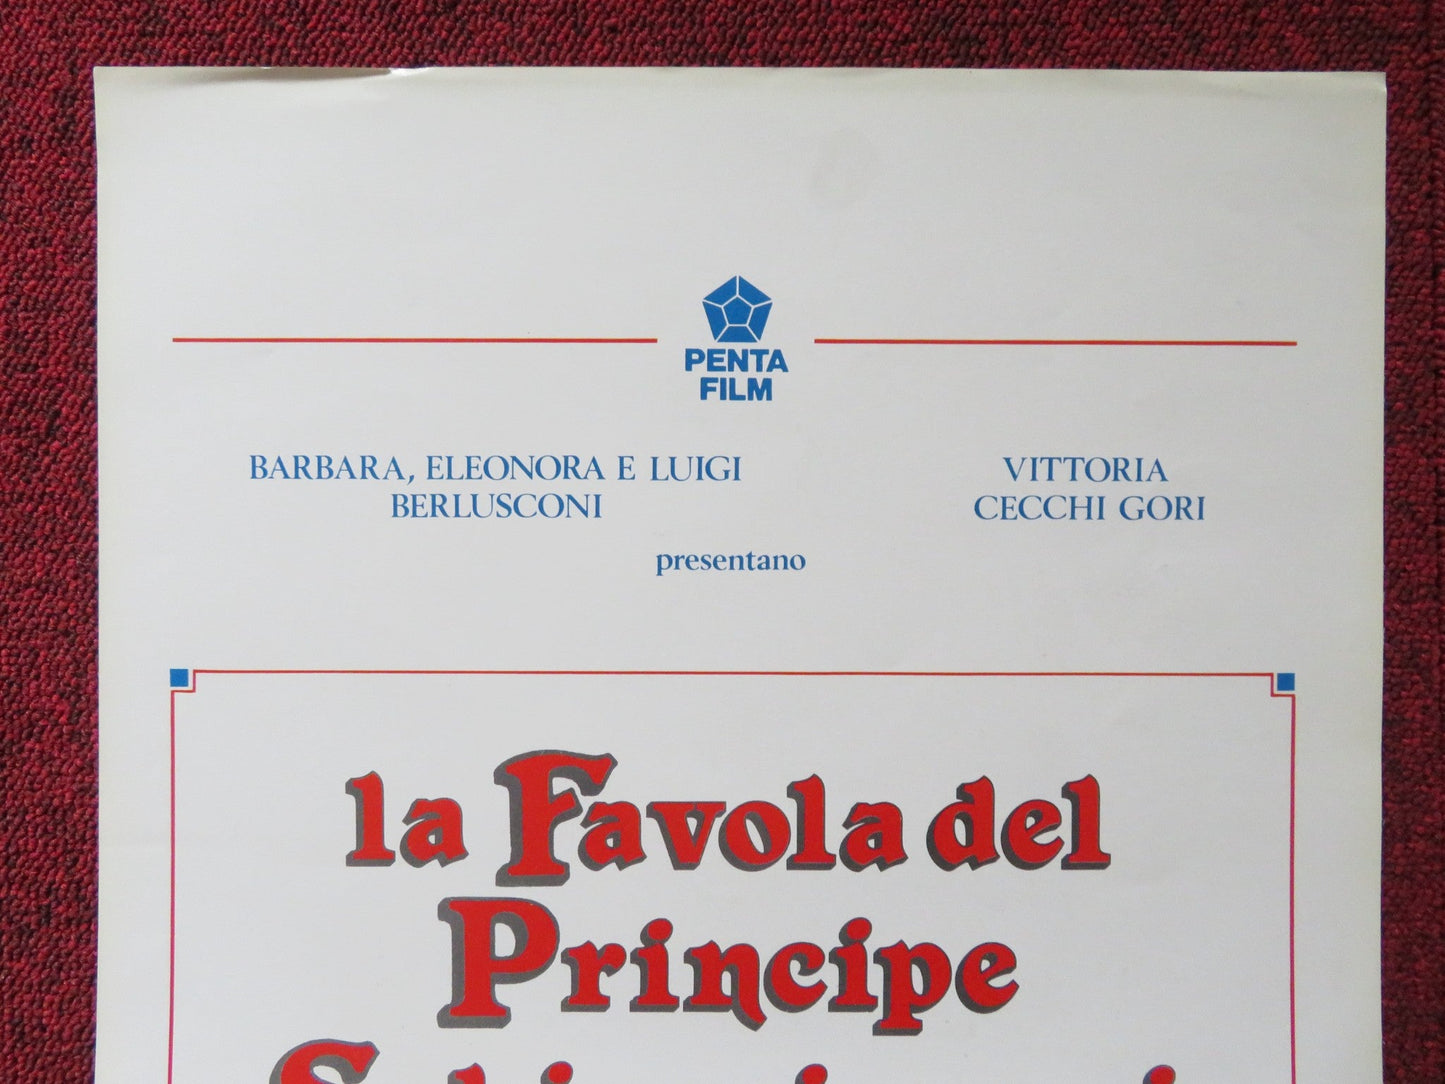 PENTA
FILM
BARBARA, ELEONORA E LUIGI
BERLUSCONI
VITTORIA
CECCHI GORI
presentano
la Favola del
Principe